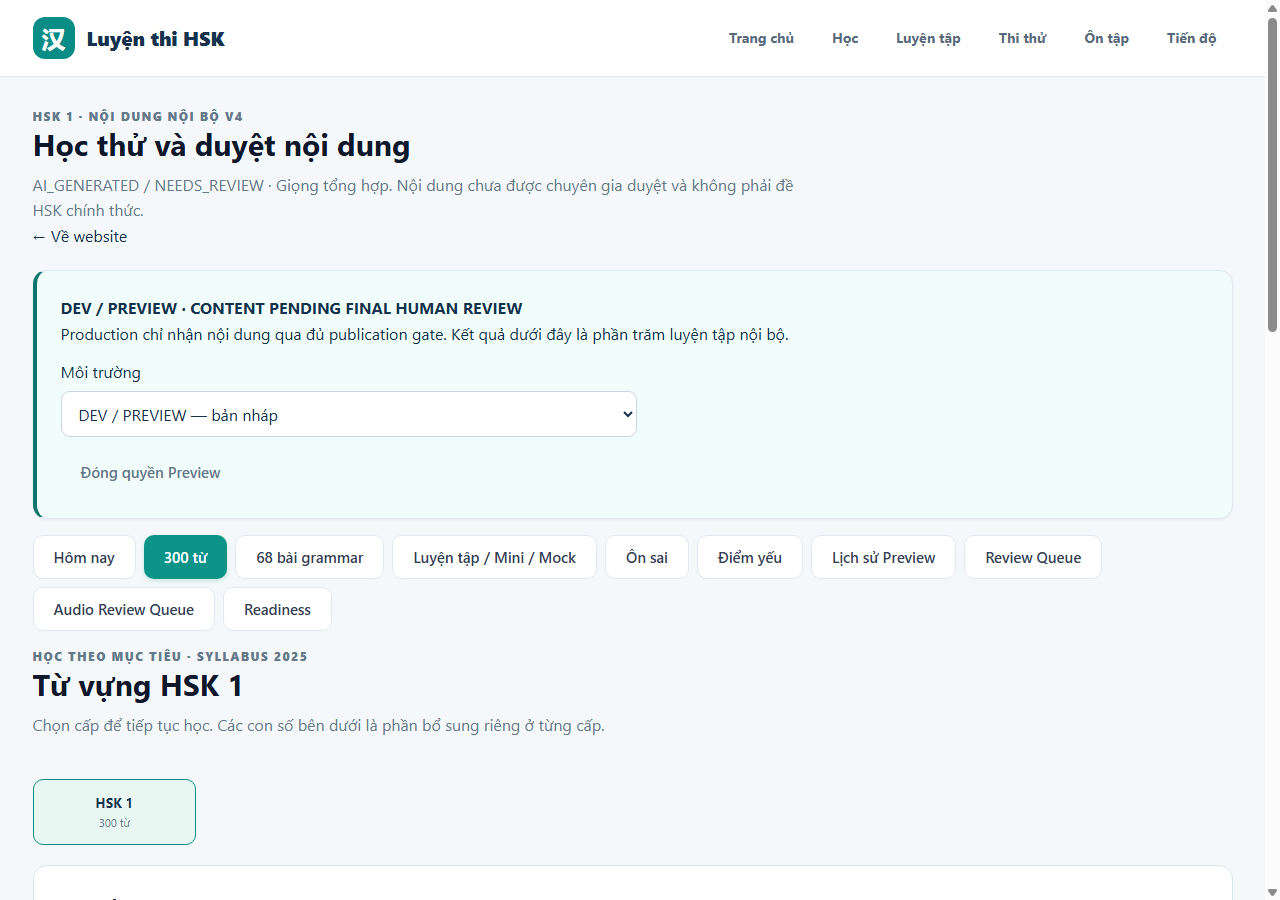 汉 Luyện thi HSK
Trang chủ Học Luyện tập Thi thử Ôn tập Tiến độ
HSK 1 · NỘI DUNG NỘI BỘ V4
Học thử và duyệt nội dung
AI_GENERATED / NEEDS_REVIEW · Giọng tổng hợp. Nội dung chưa được chuyên gia duyệt và không phải đề
HSK chính thức.
← Về website
DEV / PREVIEW · CONTENT PENDING FINAL HUMAN REVIEW
Production chỉ nhận nội dung qua đủ publication gate. Kết quả dưới đây là phần trăm luyện tập nội bộ.
Môi trường
DEV / PREVIEW — bản nháp
Đóng quyền Preview
Hôm nay 300 từ 68 bài grammar Luyện tập / Mini / Mock Ôn sai Điểm yếu Lịch sử Preview Review Queue
Audio Review Queue Readiness
HỌC THEO MỤC TIÊU · SYLLABUS 2025
Từ vựng HSK 1
Chọn cấp để tiếp tục học. Các con số bên dưới là phần bổ sung riêng ở từng cấp.
HSK 1
300 từ